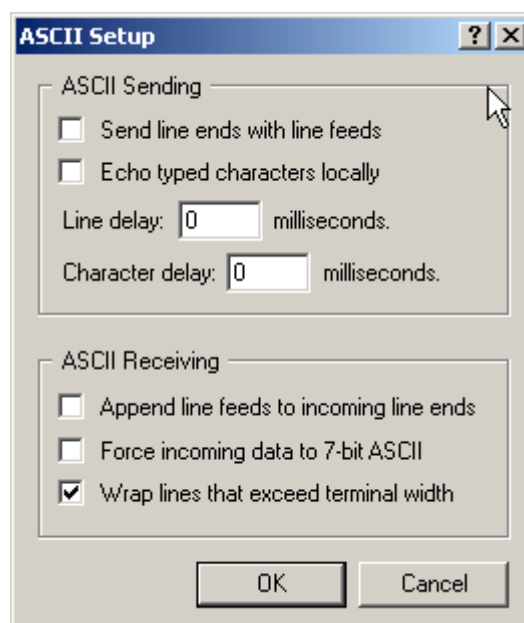 ASCII Setup
ASCII Sending
Send line ends with line feeds
Echo typed characters locally
Line delay: 0 milliseconds.
Character delay: 0 milliseconds.
ASCII Receiving
Append line feeds to incoming line ends
Force incoming data to 7-bit ASCII
Wrap lines that exceed terminal width
OK Cancel